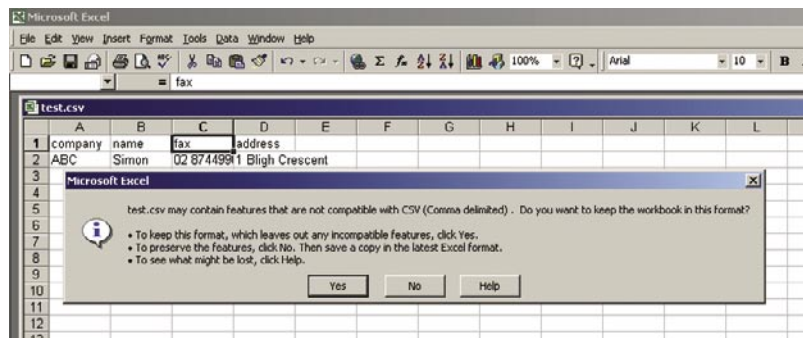 Microsoft Excel
File Edit View Insert Format Tools Data Window Help
100% Arial 10 B
= fax
test.csv
A B C D E F G H I J K L
1 company name fax address
2 ABC Simon 02 874499 1 Bligh Crescent
3
Microsoft Excel
4
5 test.csv may contain features that are not compatible with CSV (Comma delimited) . Do you want to keep the workbook in this format?
6
7 • To keep this format, which leaves out any incompatible features, click Yes.
• To preserve the features, click No. Then save a copy in the latest Excel format.
8 • To see what might be lost, click Help.
9
10 Yes No Help
11
12